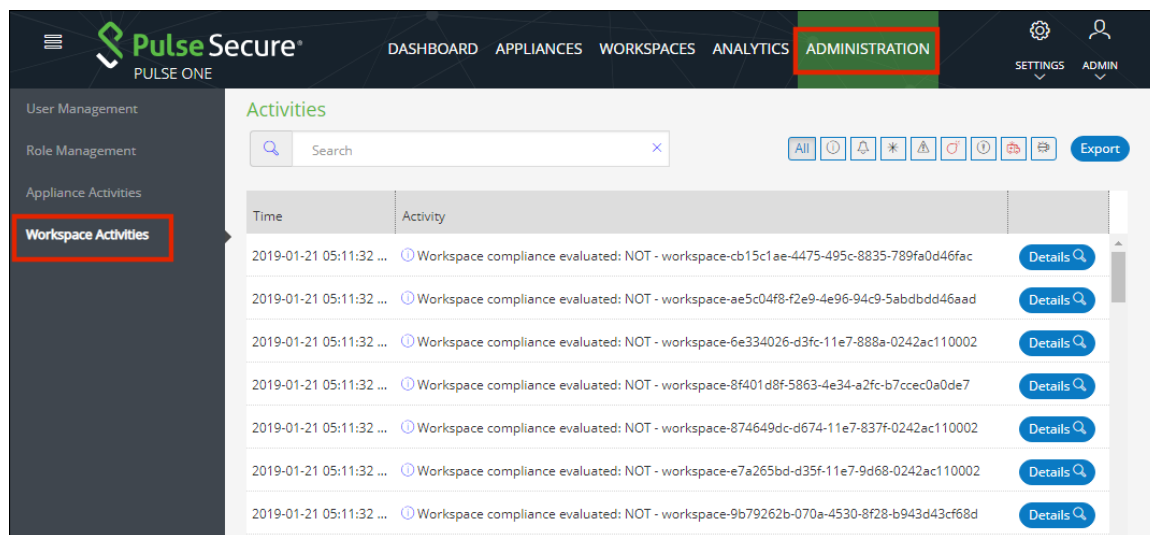 Pulse Secure®
PULSE ONE
DASHBOARD APPLIANCES WORKSPACES ANALYTICS ADMINISTRATION
SETTINGS ADMIN
User Management
Role Management
Appliance Activities
Workspace Activities
Activities
Search
All
Export
Time Activity
2019-01-21 05:11:32 ... Workspace compliance evaluated: NOT - workspace-cb15c1ae-4475-495c-8835-789fa0d46fac Details
2019-01-21 05:11:32 ... Workspace compliance evaluated: NOT - workspace-ae5c04f8-f2e9-4e96-94c9-5abdbdd46aad Details
2019-01-21 05:11:32 ... Workspace compliance evaluated: NOT - workspace-6e334026-d3fc-11e7-888a-0242ac110002 Details
2019-01-21 05:11:32 ... Workspace compliance evaluated: NOT - workspace-8f401d8f-5863-4e34-a2fc-b7ccec0a0de7 Details
2019-01-21 05:11:32 ... Workspace compliance evaluated: NOT - workspace-874649dc-d674-11e7-837f-0242ac110002 Details
2019-01-21 05:11:32 ... Workspace compliance evaluated: NOT - workspace-e7a265bd-d35f-11e7-9d68-0242ac110002 Details
2019-01-21 05:11:32 ... Workspace compliance evaluated: NOT - workspace-9b79262b-070a-4530-8f28-b943d43cf68d Details